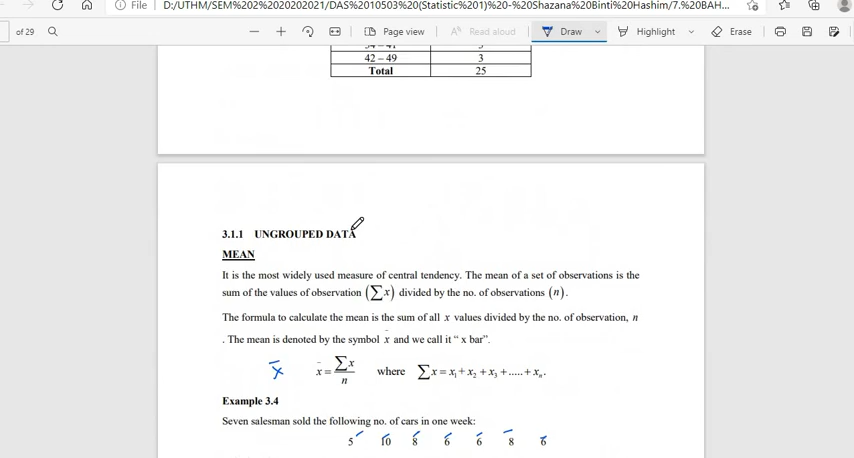 File D:/UTHM/SEM%202%2020202021/DAS%2010503%20(Statistic%201)%20-%20Shazana%20Binti%20Hashim/7.%20BAH...
of 29 Page view Read aloud Draw Highlight Erase
34 – 41
42 – 49 3
Total 25
3.1.1 UNGROUPED DATA
MEAN
It is the most widely used measure of central tendency. The mean of a set of observations is the
sum of the values of observation (∑x) divided by the no. of observations (n).
The formula to calculate the mean is the sum of all x values divided by the no. of observation, n
. The mean is denoted by the symbol x̄ and we call it “ x bar”.
x̄ x̄ = ∑x / n where ∑x = x₁ + x₂ + x₃ + ..... + xₙ.
Example 3.4
Seven salesman sold the following no. of cars in one week:
5 10 8 6 6 8 6